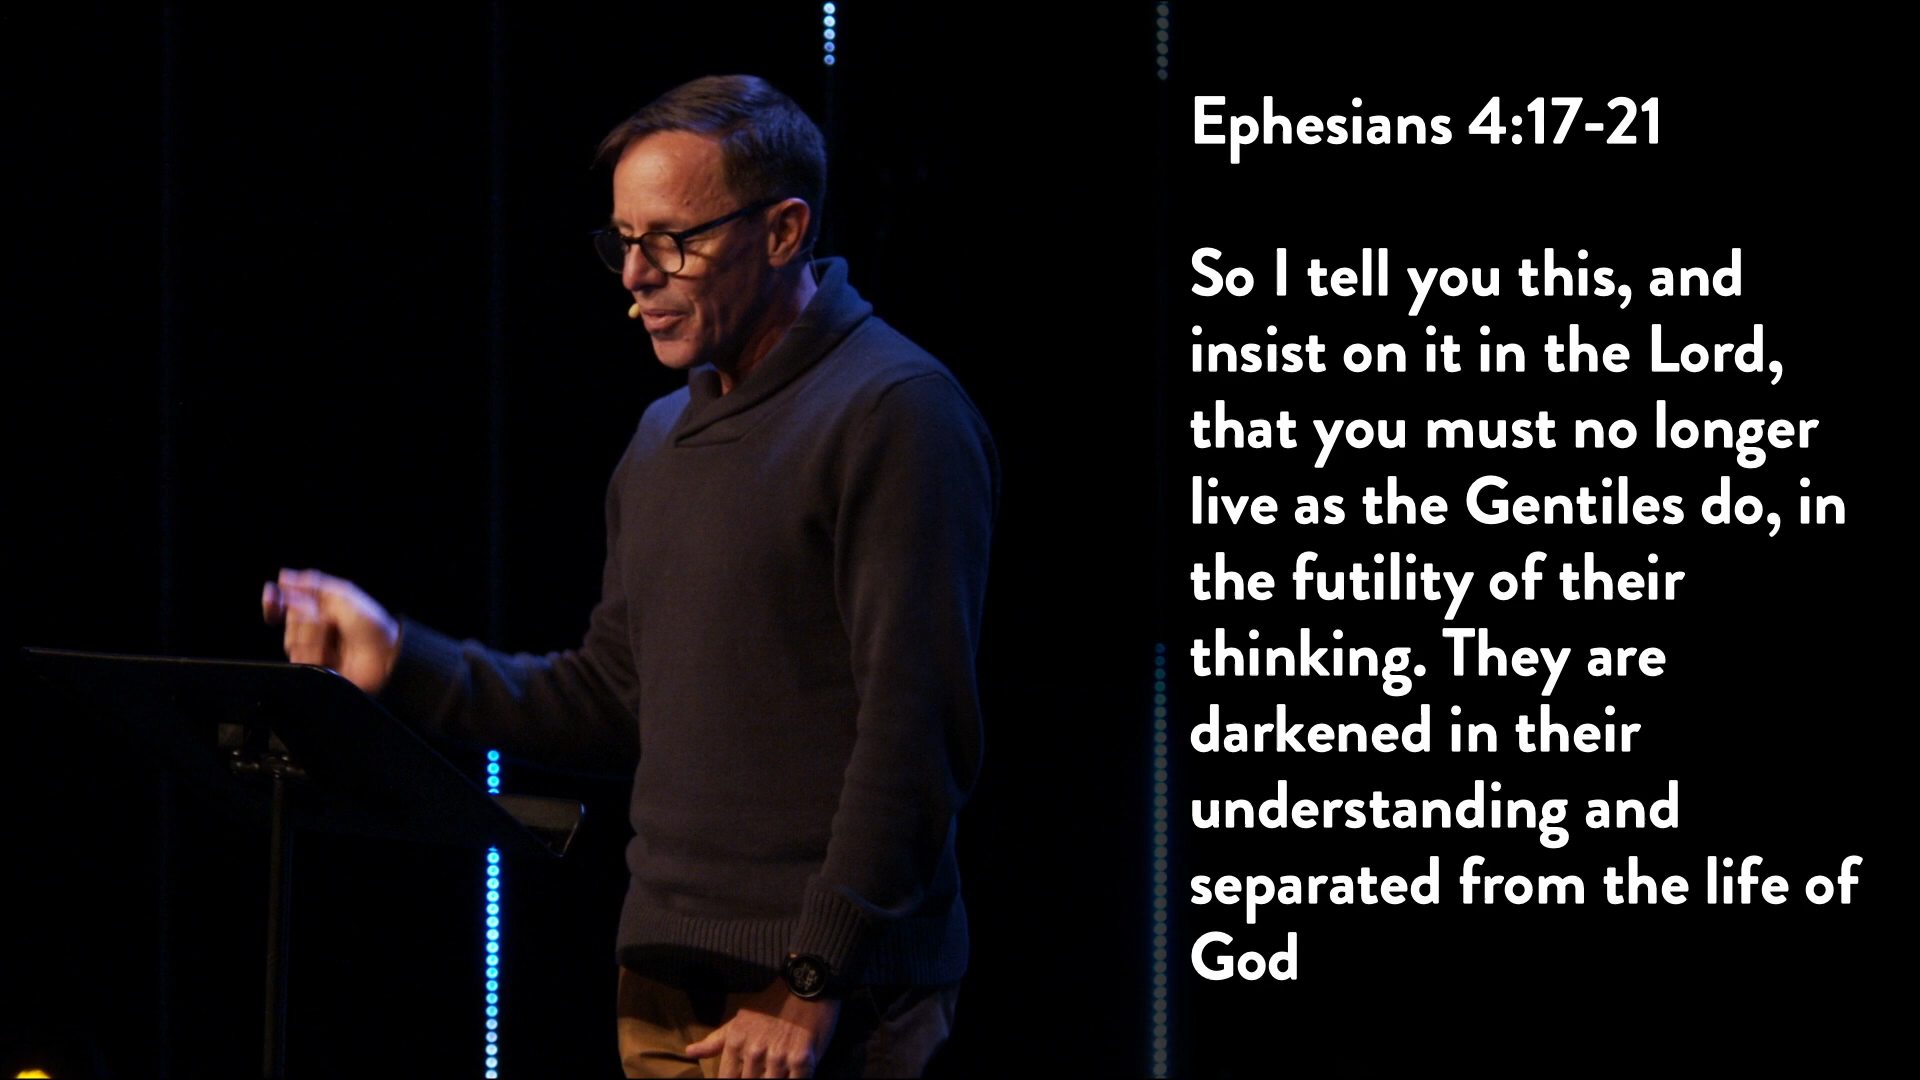 Ephesians 4:17-21
So I tell you this, and
insist on it in the Lord,
that you must no longer
live as the Gentiles do, in
the futility of their
thinking. They are
darkened in their
understanding and
separated from the life of
God